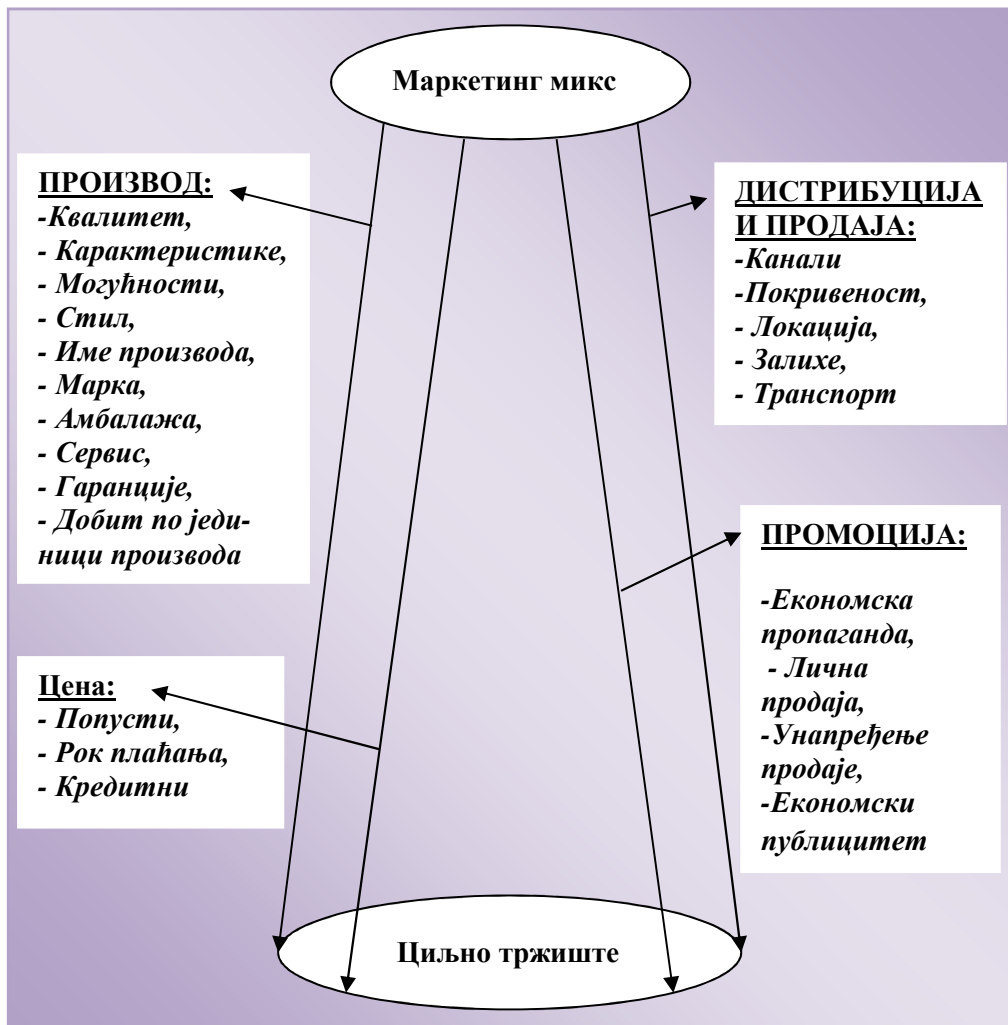 Маркетинг микс
ПРОИЗВОД:
-Квалитет,
- Карактеристике,
- Могућности,
- Стил,
- Име производа,
- Марка,
- Амбалажа,
- Сервис,
- Гаранције,
- Добит по једи-
ници производа
ДИСТРИБУЦИЈА
И ПРОДАЈА:
-Канали
-Покривеност,
- Локација,
- Залихе,
- Транспорт
Цена:
- Попусти,
- Рок плаћања,
- Кредитни
ПРОМОЦИЈА:
-Економска
пропаганда,
- Лична
продаја,
-Унапређење
продаје,
-Економски
публицитет
Циљно тржиште